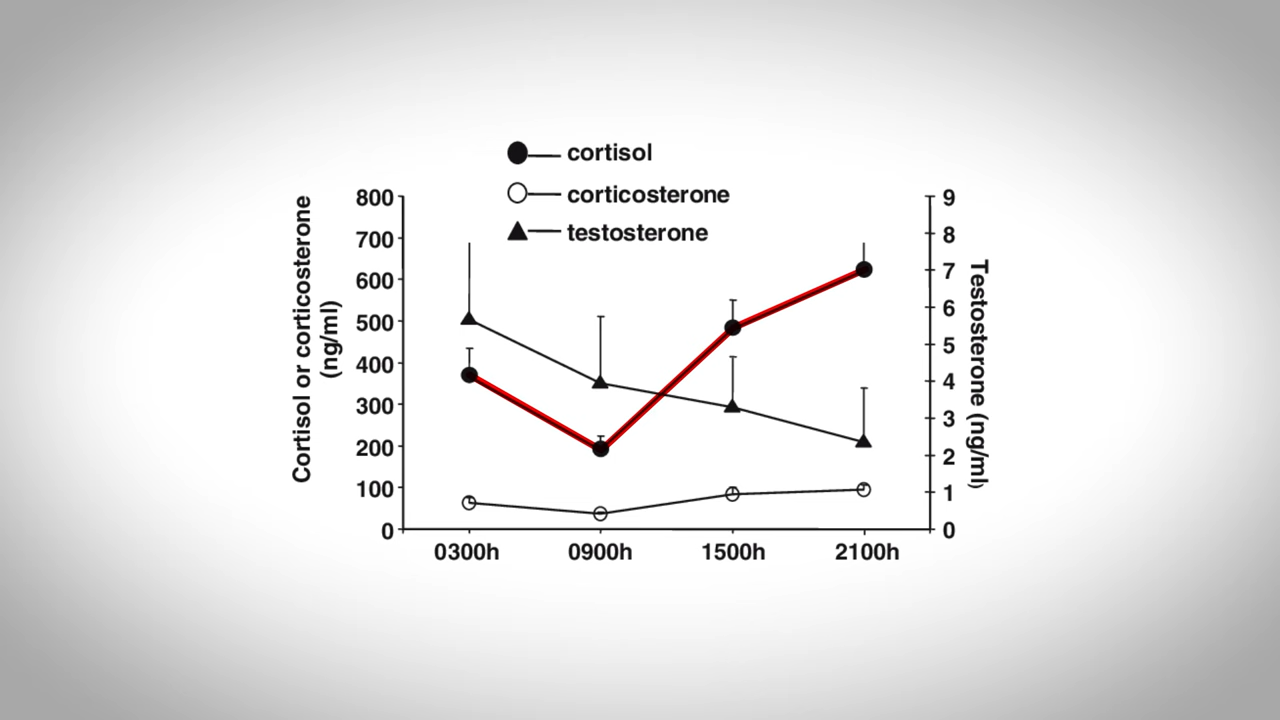 cortisol
corticosterone
testosterone
Cortisol or corticosterone
(ng/ml)
800
700
600
500
400
300
200
100
0
9
8
7
6
5
4
3
2
1
0
Testosterone (ng/ml)
0300h 0900h 1500h 2100h